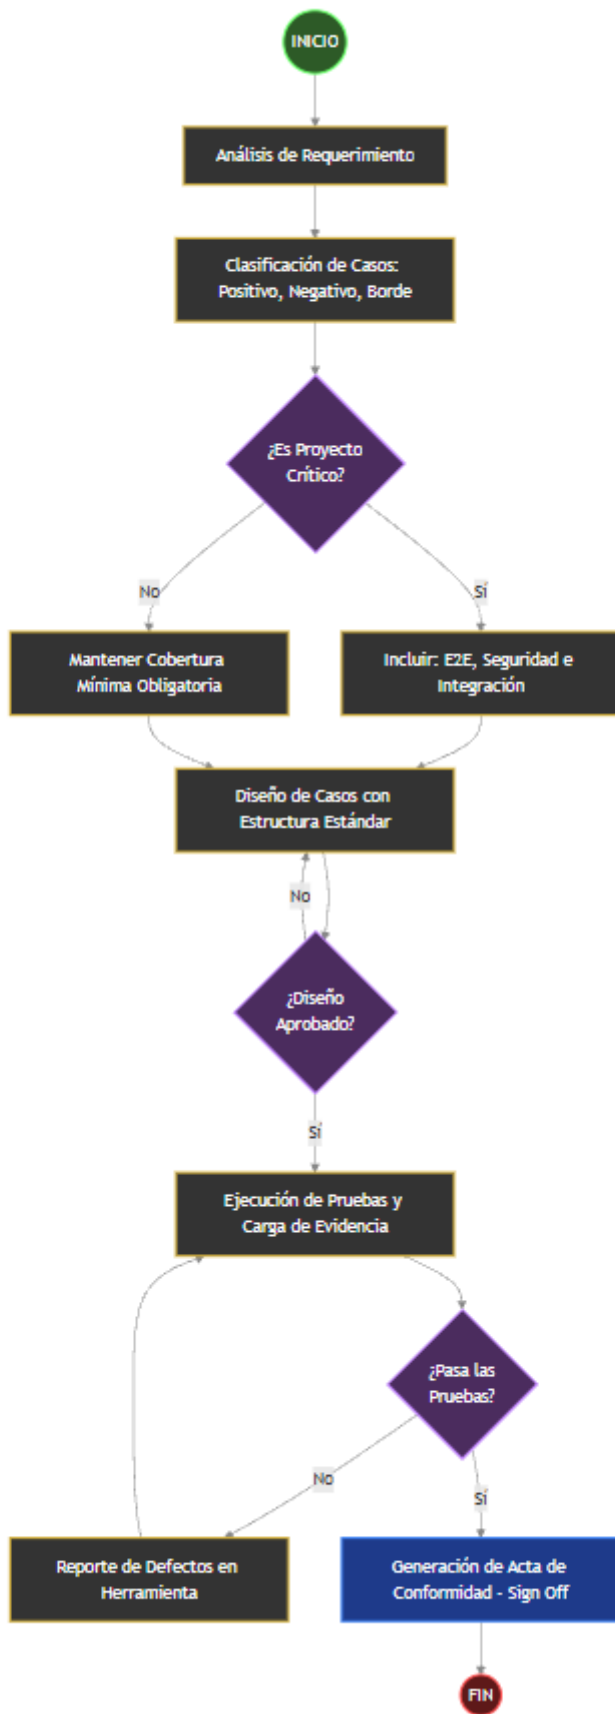 INICIO
Análisis de Requerimiento
Clasificación de Casos:
Positivo, Negativo, Borde
¿Es Proyecto
Crítico?
No
Sí
Mantener Cobertura
Mínima Obligatoria
Incluir: E2E, Seguridad e
Integración
Diseño de Casos con
Estructura Estándar
No
¿Diseño
Aprobado?
Sí
Ejecución de Pruebas y
Carga de Evidencia
¿Pasa las
Pruebas?
No
Sí
Reporte de Defectos en
Herramienta
Generación de Acta de
Conformidad - Sign Off
FIN